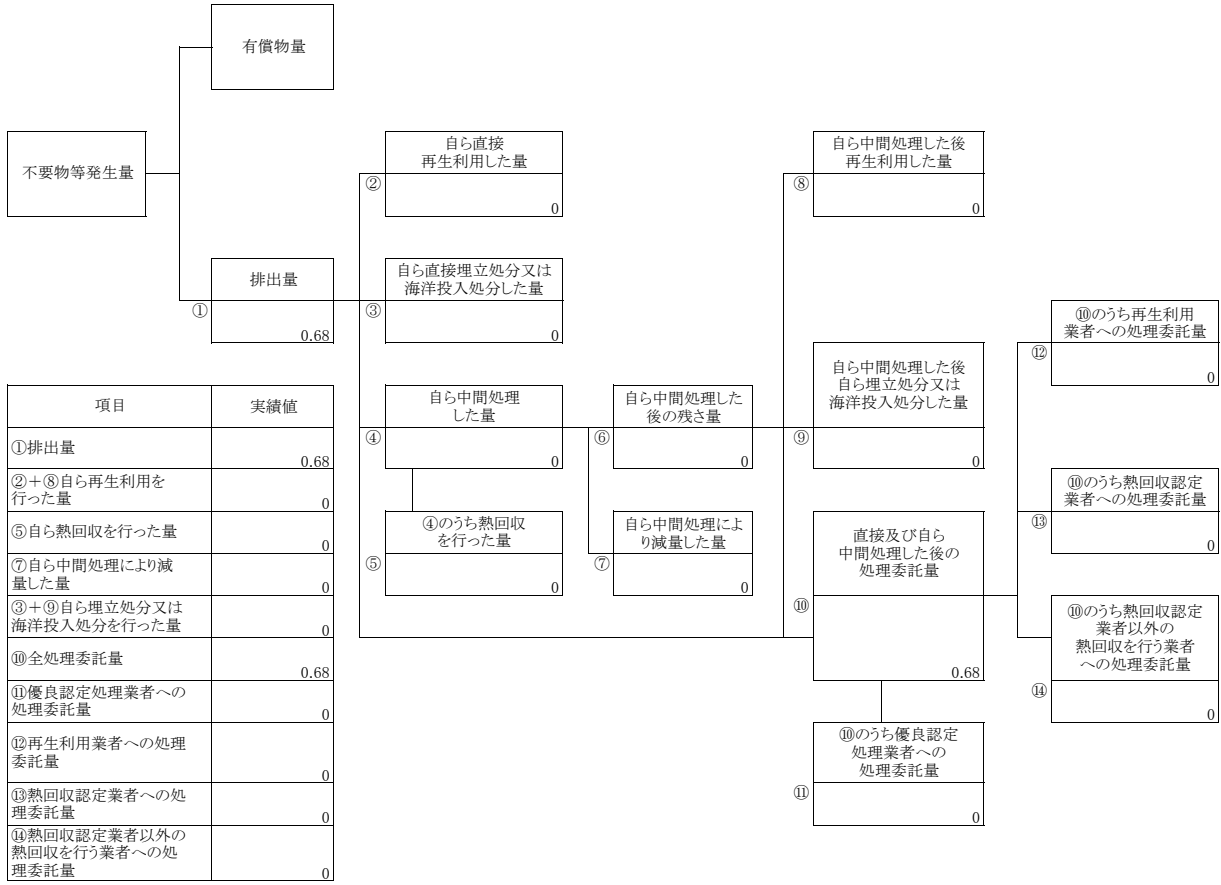 有償物量
不要物等発生量
自ら直接
再生利用した量
②
0
自ら中間処理した後
再生利用した量
⑧
0
排出量
①
0.68
自ら直接埋立処分又は
海洋投入処分した量
③
0
⑩のうち再生利用
業者への処理委託量
⑫
0
自ら中間処理
した量
④
0
自ら中間処理した
後の残さ量
⑥
0
自ら中間処理した後
自ら埋立処分又は
海洋投入処分した量
⑨
0
⑩のうち熱回収認定
業者への処理委託量
⑬
0
④のうち熱回収
を行った量
⑤
0
自ら中間処理によ
り減量した量
⑦
0
直接及び自ら
中間処理した後の
処理委託量
⑩
0.68
⑩のうち熱回収認定
業者以外の
熱回収を行う業者
への処理委託量
⑭
0
⑩のうち優良認定
処理業者への
処理委託量
⑪
0
項目 実績値
①排出量
0.68
②＋⑧自ら再生利用を
行った量
0
⑤自ら熱回収を行った量
0
⑦自ら中間処理により減
量した量
0
③＋⑨自ら埋立処分又は
海洋投入処分を行った量
0
⑩全処理委託量
0.68
⑪優良認定処理業者への
処理委託量
0
⑫再生利用業者への処理
委託量
0
⑬熱回収認定業者への処
理委託量
0
⑭熱回収認定業者以外の
熱回収を行う業者への処
理委託量
0